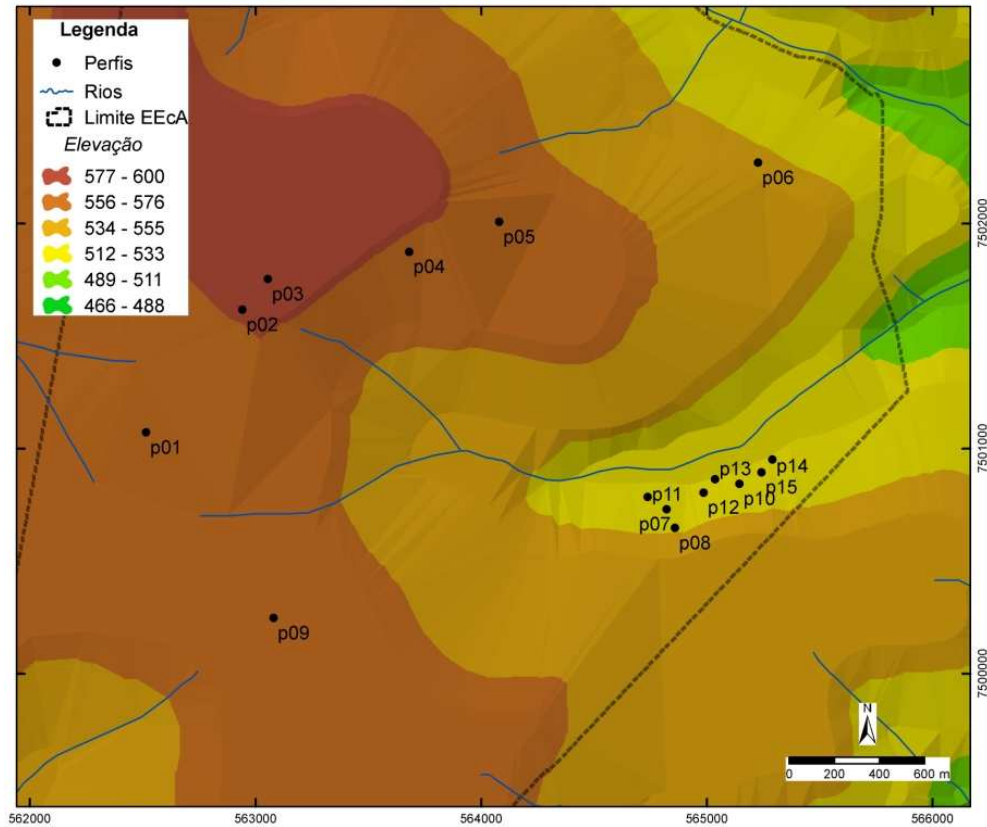 Legenda
Perfis
Rios
Limite EEcA
Elevação
577 - 600
556 - 576
534 - 555
512 - 533
489 - 511
466 - 488
p06
p05
p04
p03
p02
p01
p14
p13
p15
p11
p10
p12
p07
p08
p09
7502000
7501000
7500000
N
0 200 400 600 m
562000 563000 564000 565000 566000